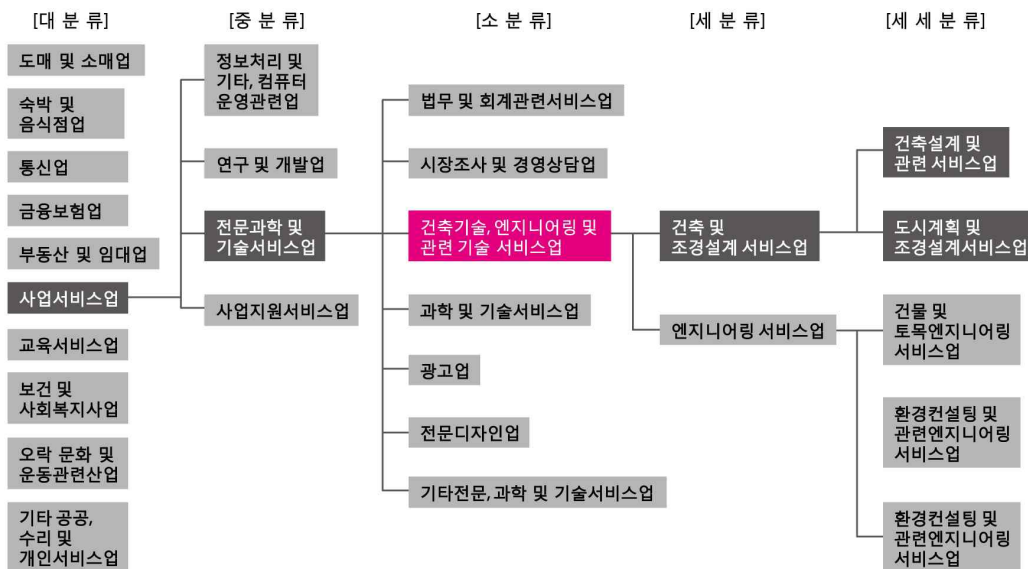 [대 분 류]
[중 분 류]
[소 분 류]
[세 분 류]
[세 세 분 류]
도매 및 소매업
숙박 및
음식점업
통신업
금융보험업
부동산 및 임대업
사업서비스업
교육서비스업
보건 및
사회복지사업
오락 문화 및
운동관련산업
기타 공공,
수리 및
개인서비스업
정보처리 및
기타, 컴퓨터
운영관련업
연구 및 개발업
전문과학 및
기술서비스업
사업지원서비스업
법무 및 회계관련서비스업
시장조사 및 경영상담업
건축기술, 엔지니어링 및
관련 기술 서비스업
과학 및 기술서비스업
광고업
전문디자인업
기타전문, 과학 및 기술서비스업
건축 및
조경설계 서비스업
엔지니어링 서비스업
건축설계 및
관련 서비스업
도시계획 및
조경설계서비스업
건물 및
토목엔지니어링
서비스업
환경컨설팅 및
관련엔지니어링
서비스업
환경컨설팅 및
관련엔지니어링
서비스업